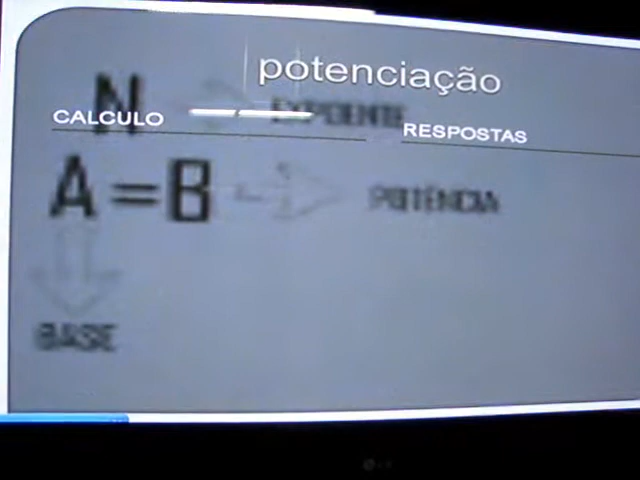 potenciação
N EXPOENTE
CALCULO RESPOSTAS
A = B POTÊNCIA
BASE